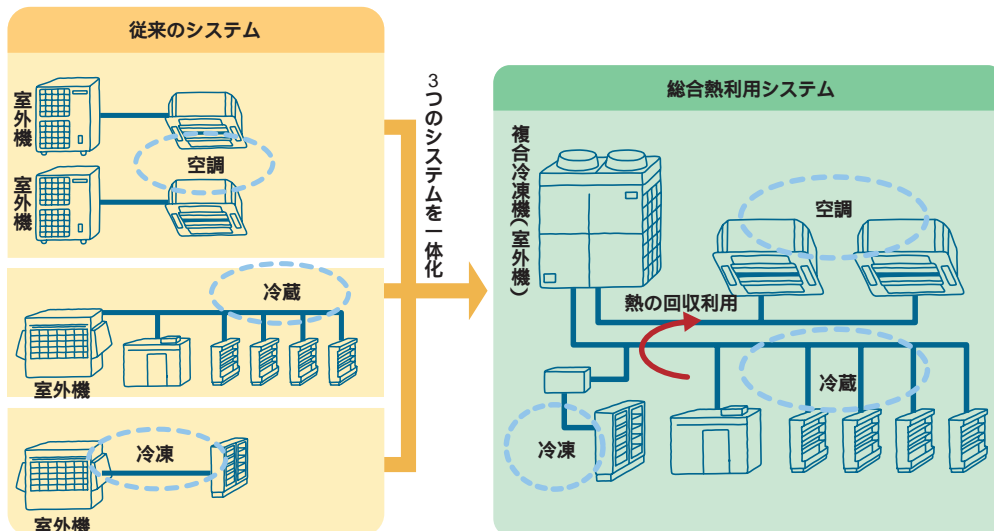 従来のシステム
室外機
空調
室外機
冷蔵
室外機
冷凍
室外機
3つのシステムを一体化
総合熱利用システム
複合冷凍機(室外機)
空調
熱の回収利用
冷蔵
冷凍